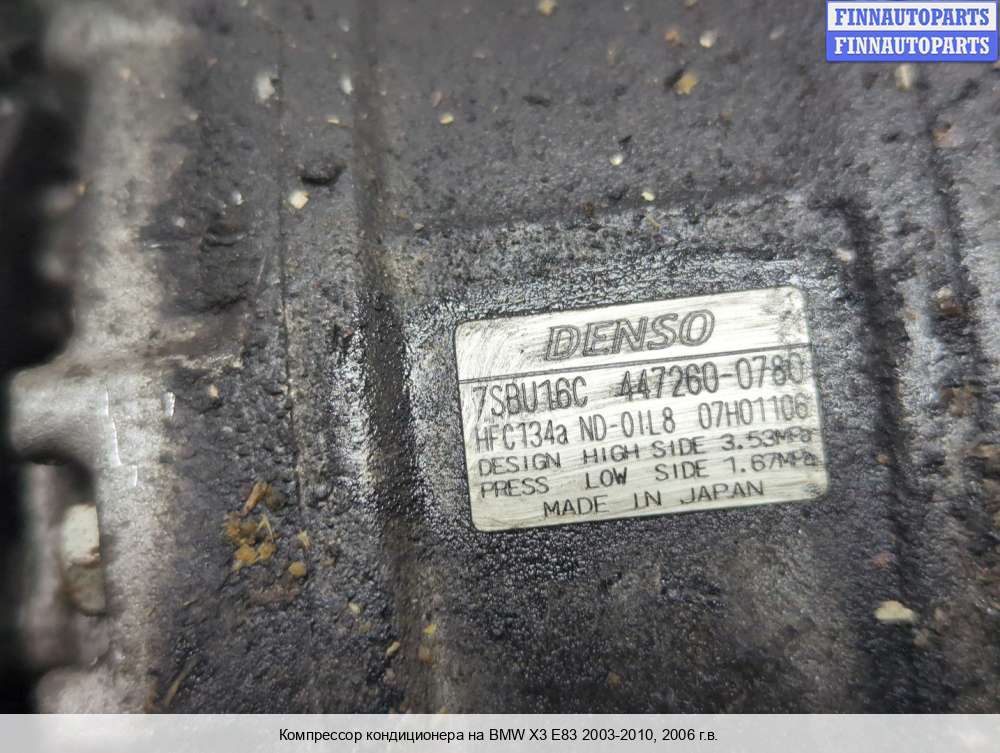 FINNAUTOPARTS
FINNAUTOPARTS
DENSO
7SBU16C 447260-0780
HFC134a ND-OIL8 07H01106
DESIGN HIGH SIDE 3.53MPa
PRESS LOW SIDE 1.67MPa
MADE IN JAPAN
Компрессор кондиционера на BMW X3 E83 2003-2010, 2006 г.в.